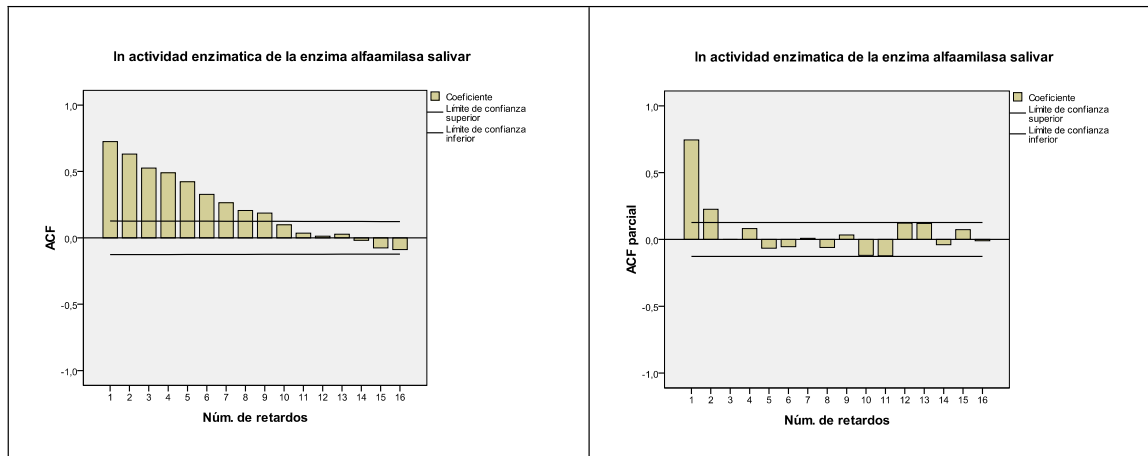 ln actividad enzimatica de la enzima alfaamilasa salivar
Coeficiente
Límite de confianza
superior
Límite de confianza
inferior
1,0
0,5
0,0
-0,5
-1,0
ACF
1 2 3 4 5 6 7 8 9 10 11 12 13 14 15 16
Núm. de retardos
ln actividad enzimatica de la enzima alfaamilasa salivar
Coeficiente
Límite de confianza
superior
Límite de confianza
inferior
1,0
0,5
0,0
-0,5
-1,0
ACF parcial
1 2 3 4 5 6 7 8 9 10 11 12 13 14 15 16
Núm. de retardos